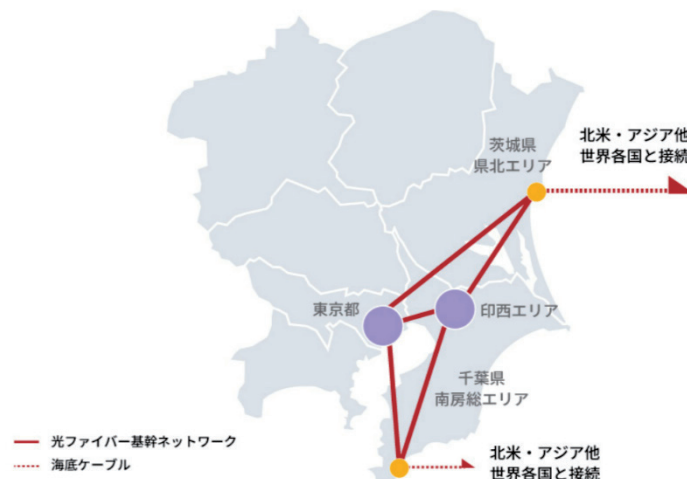 北米・アジア他
世界各国と接続
茨城県
県北エリア
東京都
印西エリア
千葉県
南房総エリア
光ファイバー基幹ネットワーク
海底ケーブル
北米・アジア他
世界各国と接続